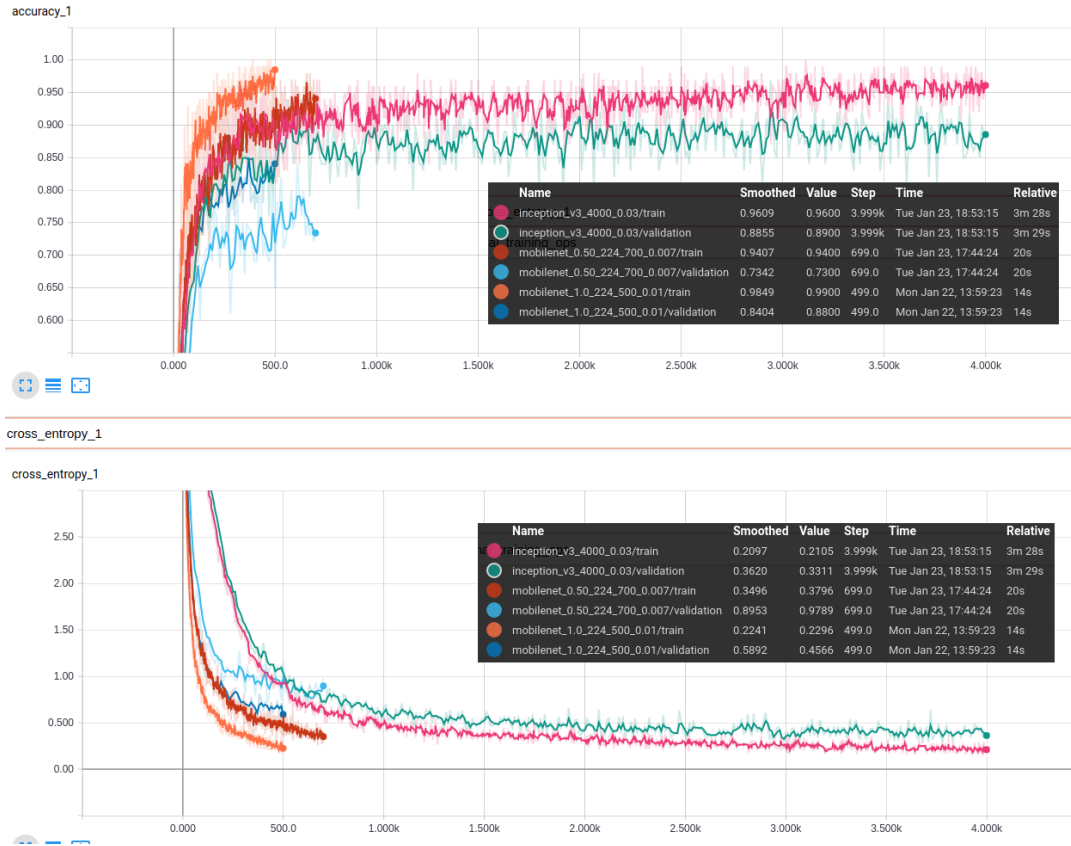 accuracy_1
1.00
0.950
0.900
0.850
0.800
0.750
0.700
0.650
0.600
0.000 500.0 1.000k 1.500k 2.000k 2.500k 3.000k 3.500k 4.000k
Name Smoothed Value Step Time Relative
inception_v3_4000_0.03/train 0.9609 0.9600 3.999k Tue Jan 23, 18:53:15 3m 28s
inception_v3_4000_0.03/validation 0.8855 0.8900 3.999k Tue Jan 23, 18:53:15 3m 29s
mobilenet_0.50_224_700_0.007/train 0.9407 0.9400 699.0 Tue Jan 23, 17:44:24 20s
mobilenet_0.50_224_700_0.007/validation 0.7342 0.7300 699.0 Tue Jan 23, 17:44:24 20s
mobilenet_1.0_224_500_0.01/train 0.9849 0.9900 499.0 Mon Jan 22, 13:59:23 14s
mobilenet_1.0_224_500_0.01/validation 0.8404 0.8800 499.0 Mon Jan 22, 13:59:23 14s
cross_entropy_1
cross_entropy_1
2.50
2.00
1.50
1.00
0.500
0.00
0.000 500.0 1.000k 1.500k 2.000k 2.500k 3.000k 3.500k 4.000k
Name Smoothed Value Step Time Relative
inception_v3_4000_0.03/train 0.2097 0.2105 3.999k Tue Jan 23, 18:53:15 3m 28s
inception_v3_4000_0.03/validation 0.3620 0.3311 3.999k Tue Jan 23, 18:53:15 3m 29s
mobilenet_0.50_224_700_0.007/train 0.3496 0.3796 699.0 Tue Jan 23, 17:44:24 20s
mobilenet_0.50_224_700_0.007/validation 0.8953 0.9789 699.0 Tue Jan 23, 17:44:24 20s
mobilenet_1.0_224_500_0.01/train 0.2241 0.2296 499.0 Mon Jan 22, 13:59:23 14s
mobilenet_1.0_224_500_0.01/validation 0.5892 0.4566 499.0 Mon Jan 22, 13:59:23 14s